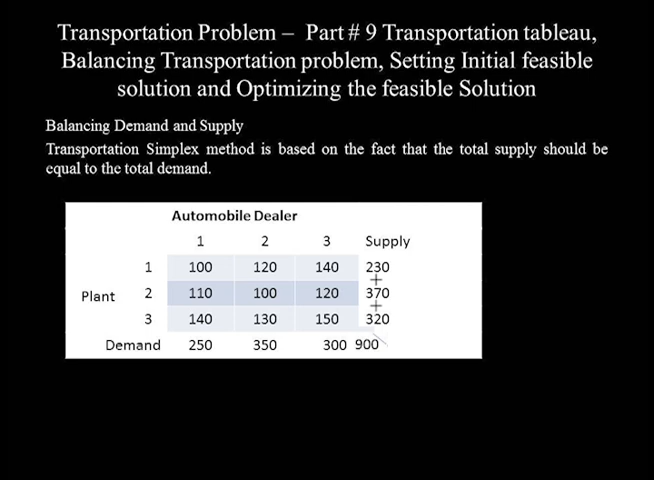 Transportation Problem – Part # 9 Transportation tableau,
Balancing Transportation problem, Setting Initial feasible
solution and Optimizing the feasible Solution
Balancing Demand and Supply
Transportation Simplex method is based on the fact that the total supply should be
equal to the total demand.
Automobile Dealer
1 2 3 Supply
1 100 120 140 230
+
Plant 2 110 100 120 370
+
3 140 130 150 320
Demand 250 350 300 900